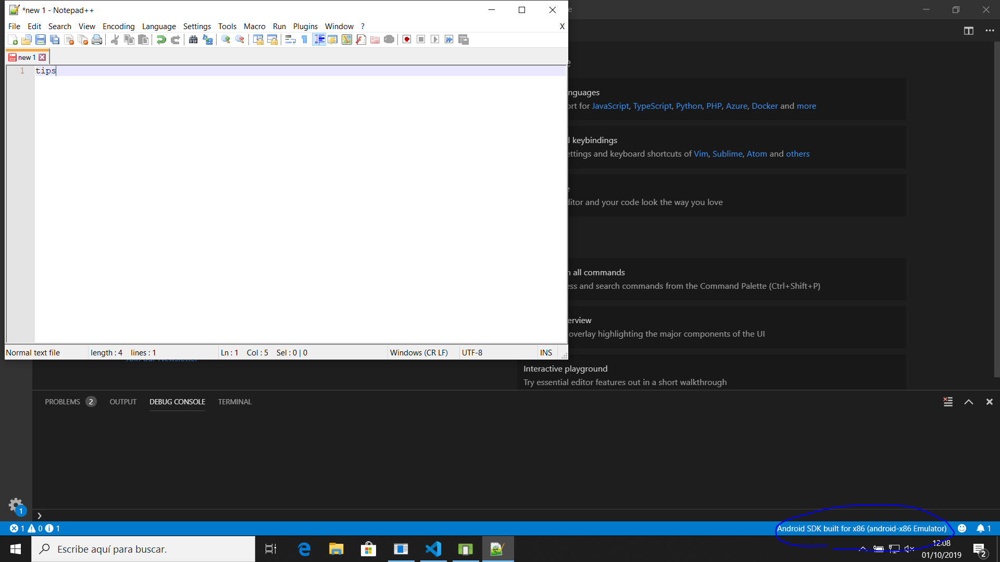 *new 1 - Notepad++
File Edit Search View Encoding Language Settings Tools Macro Run Plugins Window ? X
new 1
1 tips
Normal text file length : 4 lines : 1 Ln : 1 Col : 5 Sel : 0 | 0 Windows (CR LF) UTF-8 INS
nguages
ort for JavaScript, TypeScript, Python, PHP, Azure, Docker and more
keybindings
ettings and keyboard shortcuts of Vim, Sublime, Atom and others
ditor and your code look the way you love
all commands
ess and search commands from the Command Palette (Ctrl+Shift+P)
erview
overlay highlighting the major components of the UI
Interactive playground
Try essential editor features out in a short walkthrough
PROBLEMS 2 OUTPUT DEBUG CONSOLE TERMINAL
1
1 0 1 Android SDK built for x86 (android-x86 Emulator) 1
Escribe aquí para buscar.
12:08
01/10/2019
2